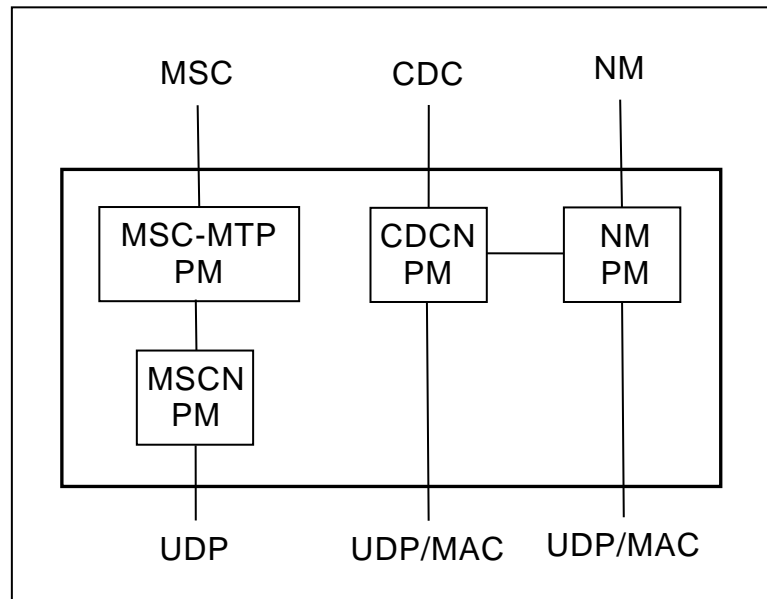 MSC
CDC
NM
MSC-MTP
PM
CDCN
PM
NM
PM
MSCN
PM
UDP
UDP/MAC
UDP/MAC